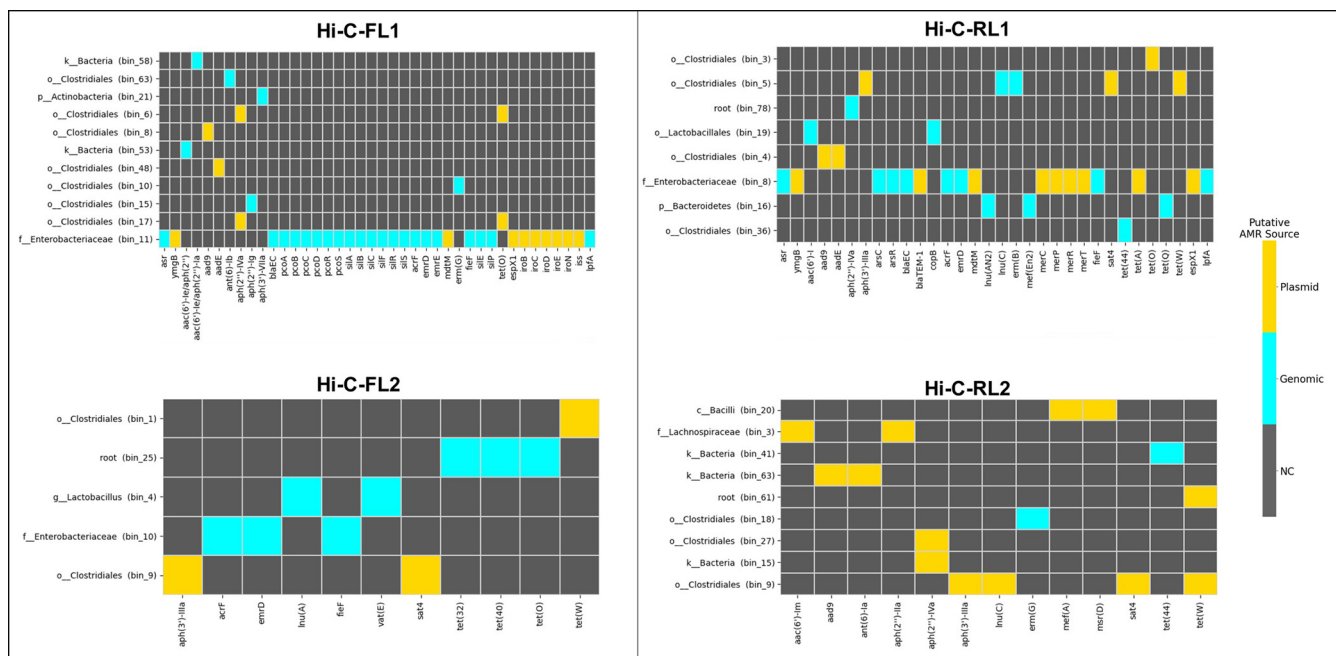 Hi-C-FL1
k__Bacteria (bin_58)
o__Clostridiales (bin_63)
p__Actinobacteria (bin_21)
o__Clostridiales (bin_6)
o__Clostridiales (bin_8)
k__Bacteria (bin_53)
o__Clostridiales (bin_48)
o__Clostridiales (bin_10)
o__Clostridiales (bin_15)
o__Clostridiales (bin_17)
f__Enterobacteriaceae (bin_11)
asr
ymgB
aac(6')-Ie/aph(2'')
aac(6')-Ie/aph(2'')-Ia
aad9
aadE
ant(6)-Ib
aph(2'')-IVa
aph(2'')-Ig
aph(3')-VIIa
blaEC
pcoA
pcoB
pcoC
pcoD
pcoR
pcoS
silA
silB
silC
silF
silR
silS
acrF
emrD
emrE
mdtM
erm(G)
fieF
silE
silP
tet(O)
espX1
iroB
iroC
iroD
iroE
iroN
iss
lpfA
Hi-C-RL1
o__Clostridiales (bin_3)
o__Clostridiales (bin_5)
root (bin_78)
o__Lactobacillales (bin_19)
o__Clostridiales (bin_4)
f__Enterobacteriaceae (bin_8)
p__Bacteroidetes (bin_16)
o__Clostridiales (bin_36)
asr
ymgB
aac(6')-I
aad9
aadE
aph(2'')-IVa
aph(3')-IIIa
arsC
arsR
blaEC
blaTEM-1
copB
acrF
emrD
mdtM
lnu(AN2)
lnu(C)
erm(B)
mef(En2)
merC
merP
merR
merT
fieF
sat4
tet(44)
tet(A)
tet(O)
tet(Q)
tet(W)
espX1
lpfA
Hi-C-FL2
o__Clostridiales (bin_1)
root (bin_25)
g__Lactobacillus (bin_4)
f__Enterobacteriaceae (bin_10)
o__Clostridiales (bin_9)
aph(3')-IIIa
acrF
emrD
lnu(A)
fieF
vat(E)
sat4
tet(32)
tet(40)
tet(O)
tet(W)
Hi-C-RL2
c__Bacilli (bin_20)
f__Lachnospiraceae (bin_3)
k__Bacteria (bin_41)
k__Bacteria (bin_63)
root (bin_61)
o__Clostridiales (bin_18)
o__Clostridiales (bin_27)
k__Bacteria (bin_15)
o__Clostridiales (bin_9)
aac(6')-Im
aad9
ant(6)-Ia
aph(2'')-IIa
aph(2'')-IVa
aph(3')-IIIa
lnu(C)
erm(G)
mef(A)
msr(D)
sat4
tet(44)
tet(W)
Putative
AMR Source
Plasmid
Genomic
NC